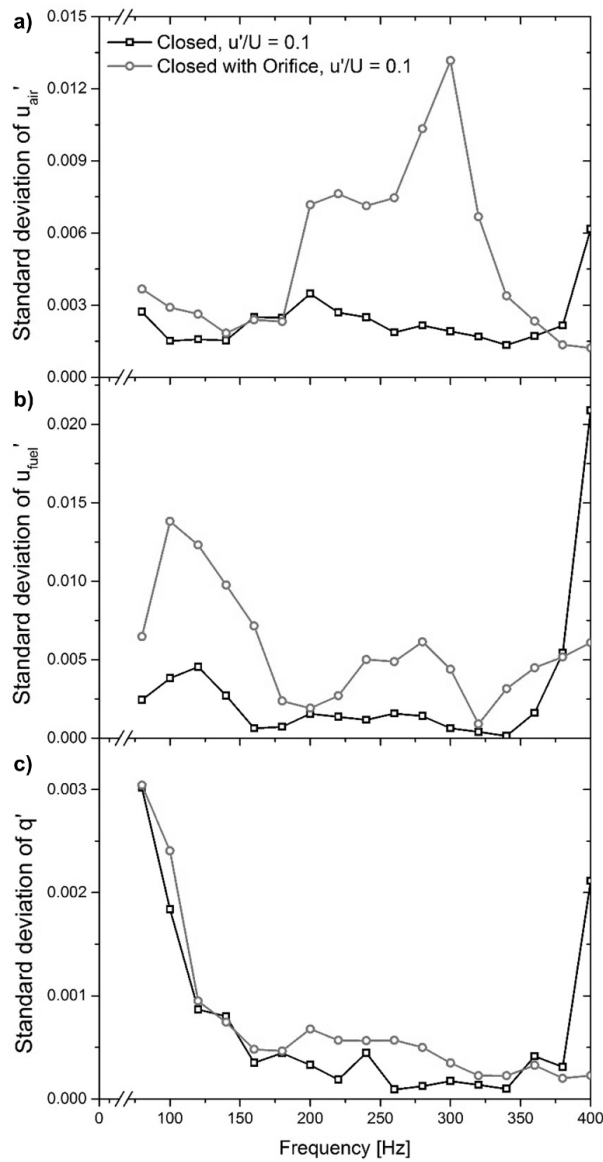 a)
0.015
0.012
0.009
0.006
0.003
0.000
Standard deviation of u_air'
Closed, u'/U = 0.1
Closed with Orifice, u'/U = 0.1
b)
0.020
0.015
0.010
0.005
0.000
Standard deviation of u_fuel'
c)
0.003
0.002
0.001
0.000
Standard deviation of q'
0 100 150 200 250 300 350 400
Frequency [Hz]